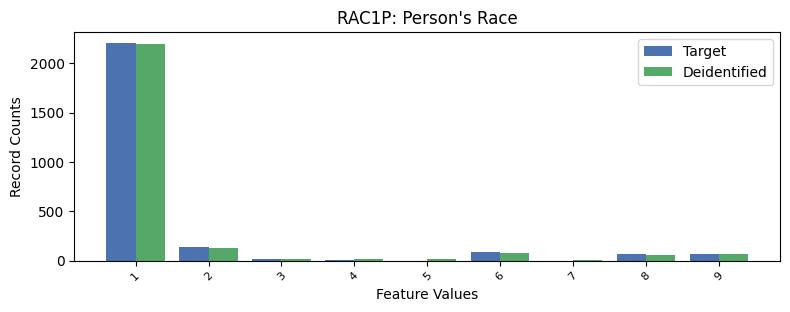 RAC1P: Person's Race
Target
Deidentified
Record Counts
2000
1500
1000
500
0
1 2 3 4 5 6 7 8 9
Feature Values